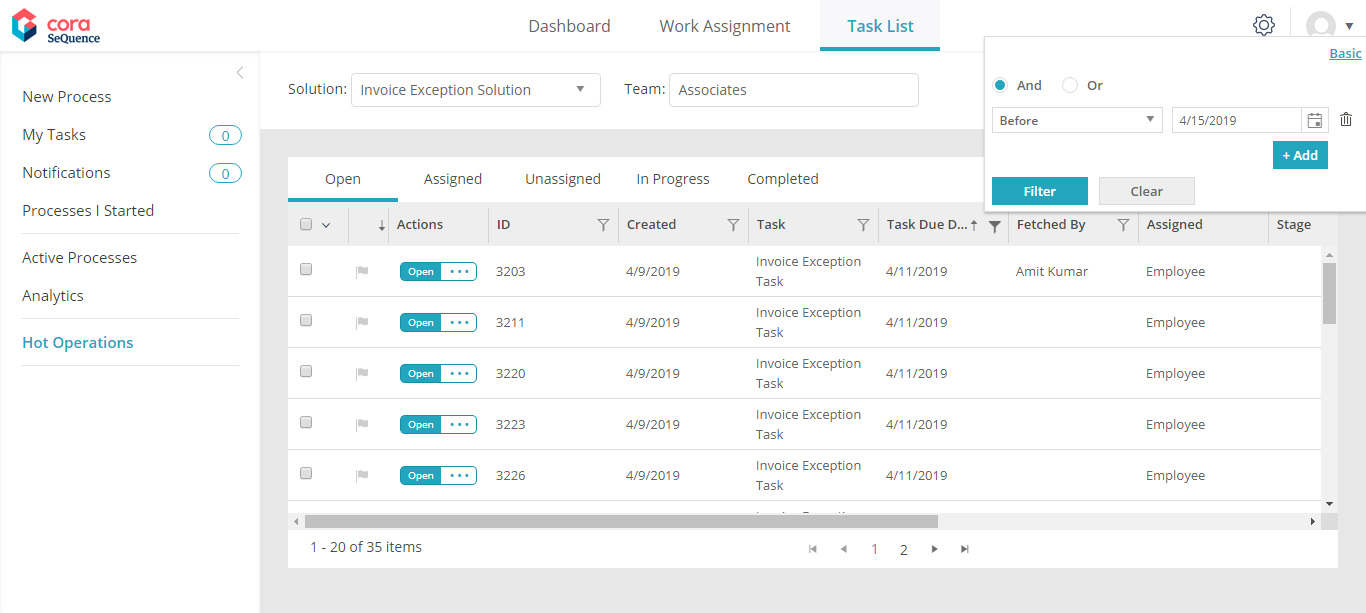 cora
SeQuence
Dashboard
Work Assignment
Task List
Basic
New Process
My Tasks 0
Notifications 0
Processes I Started
Active Processes
Analytics
Hot Operations
Solution: Invoice Exception Solution
Team: Associates
And Or
Before 4/15/2019
+ Add
Filter Clear
Open Assigned Unassigned In Progress Completed
Actions ID Created Task Task Due D... Fetched By Assigned Stage
Open ••• 3203 4/9/2019 Invoice Exception 4/11/2019 Amit Kumar Employee
Task
Open ••• 3211 4/9/2019 Invoice Exception 4/11/2019 Employee
Task
Open ••• 3220 4/9/2019 Invoice Exception 4/11/2019 Employee
Task
Open ••• 3223 4/9/2019 Invoice Exception 4/11/2019 Employee
Task
Open ••• 3226 4/9/2019 Invoice Exception 4/11/2019 Employee
Task
1 - 20 of 35 items
1 2